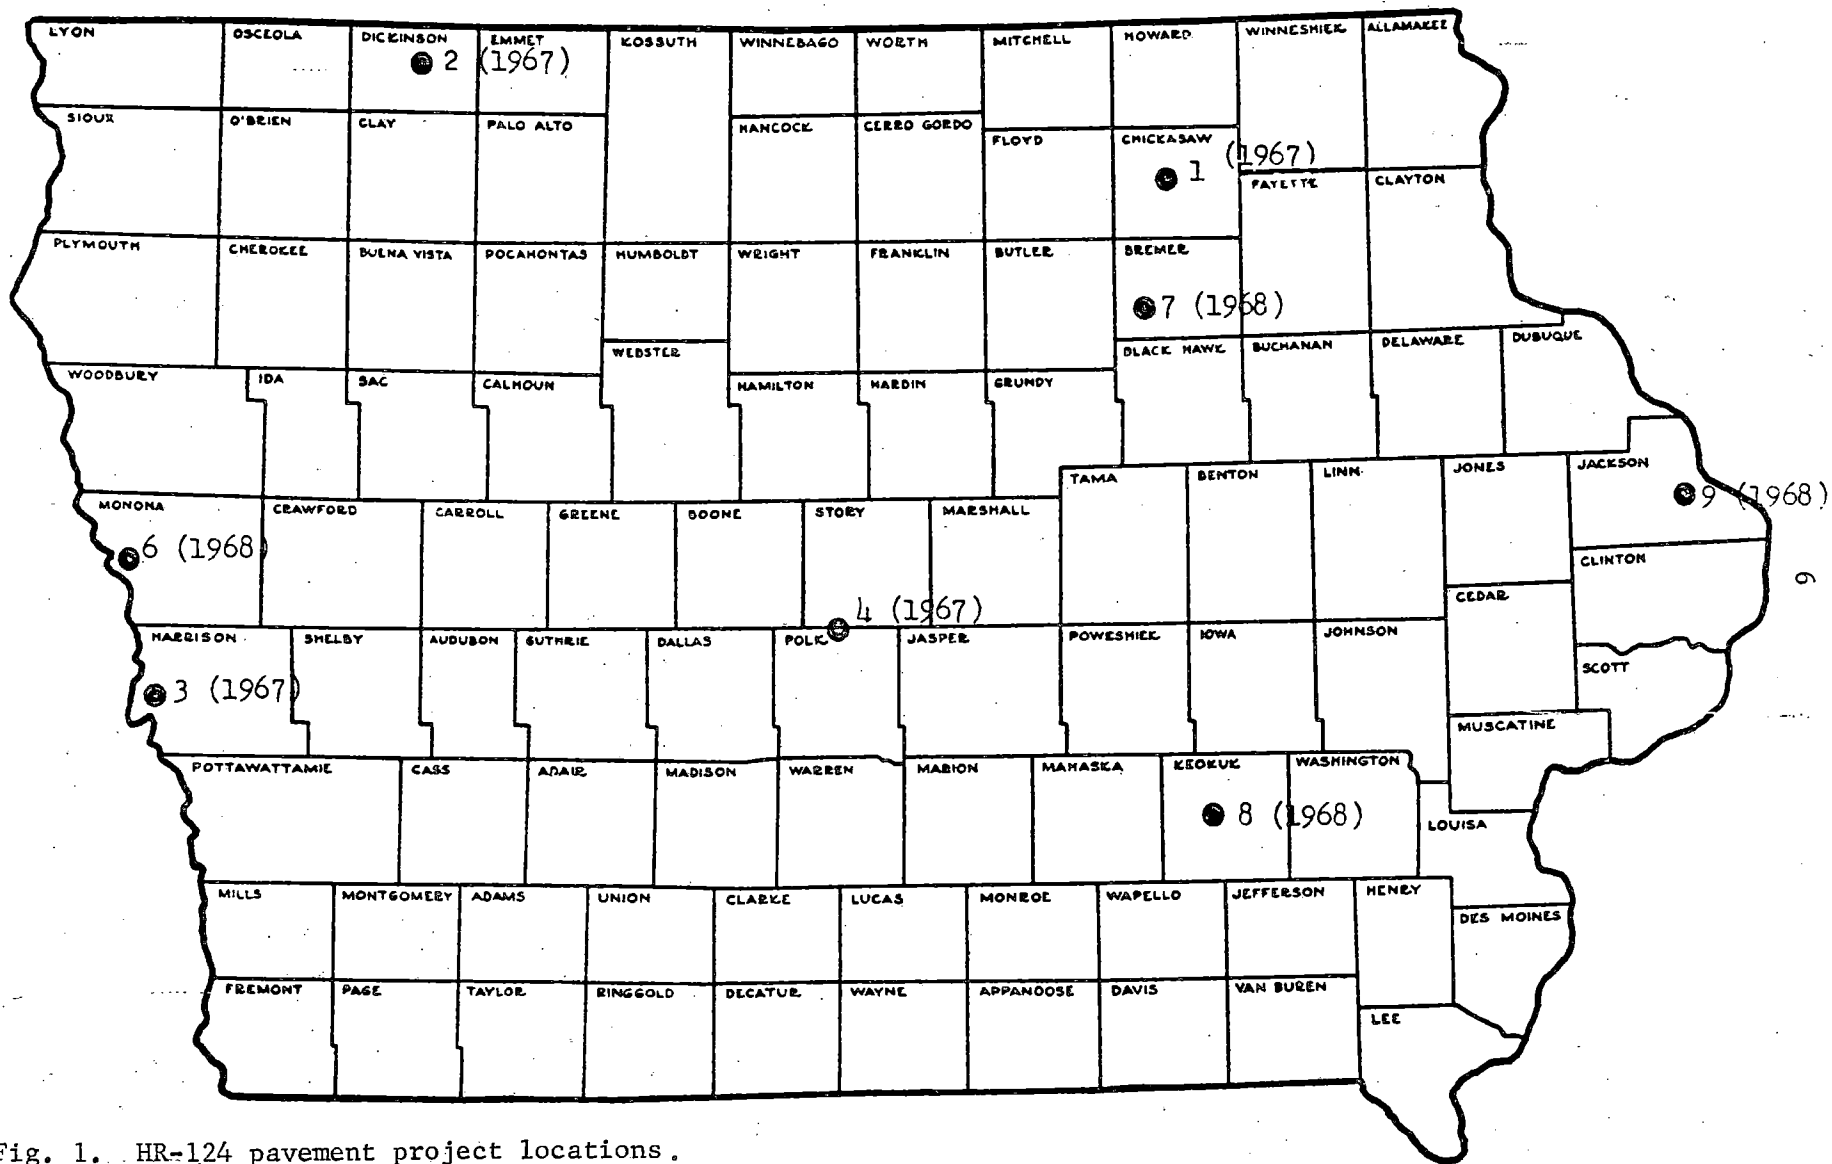 LYON OSCEOLA DICKINSON EMMET KOSSUTH WINNEBAGO WORTH MITCHELL HOWARD WINNESHIEK ALLAMAKEE
2 (1967)
SIOUX O'BRIEN CLAY PALO ALTO HANCOCK CERRO GORDO FLOYD CHICKASAW
1 (1967)
FAYETTE CLAYTON
PLYMOUTH CHEROKEE BUENA VISTA POCAHONTAS HUMBOLDT WRIGHT FRANKLIN BUTLER BREMER
7 (1968)
WEBSTER BLACK HAWK BUCHANAN DELAWARE DUBUQUE
WOODBURY IDA SAC CALHOUN HAMILTON HARDIN GRUNDY
TAMA BENTON LINN JONES JACKSON
9 (1968)
MONONA CRAWFORD CARROLL GREENE BOONE STORY MARSHALL
6 (1968)
CLINTON
CEDAR
6
4 (1967)
HARRISON SHELBY AUDUBON GUTHRIE DALLAS POLK JASPER POWESHIEK IOWA JOHNSON
SCOTT
3 (1967)
MUSCATINE
POTTAWATTAMIE CASS ADAIR MADISON WARREN MARION MAHASKA KEOKUK WASHINGTON
8 (1968)
LOUISA
MILLS MONTGOMERY ADAMS UNION CLARKE LUCAS MONROE WAPELLO JEFFERSON HENRY
DES MOINES
FREMONT PAGE TAYLOR RINGGOLD DECATUR WAYNE APPANOOSE DAVIS VAN BUREN
LEE
Fig. 1. HR-124 pavement project locations.